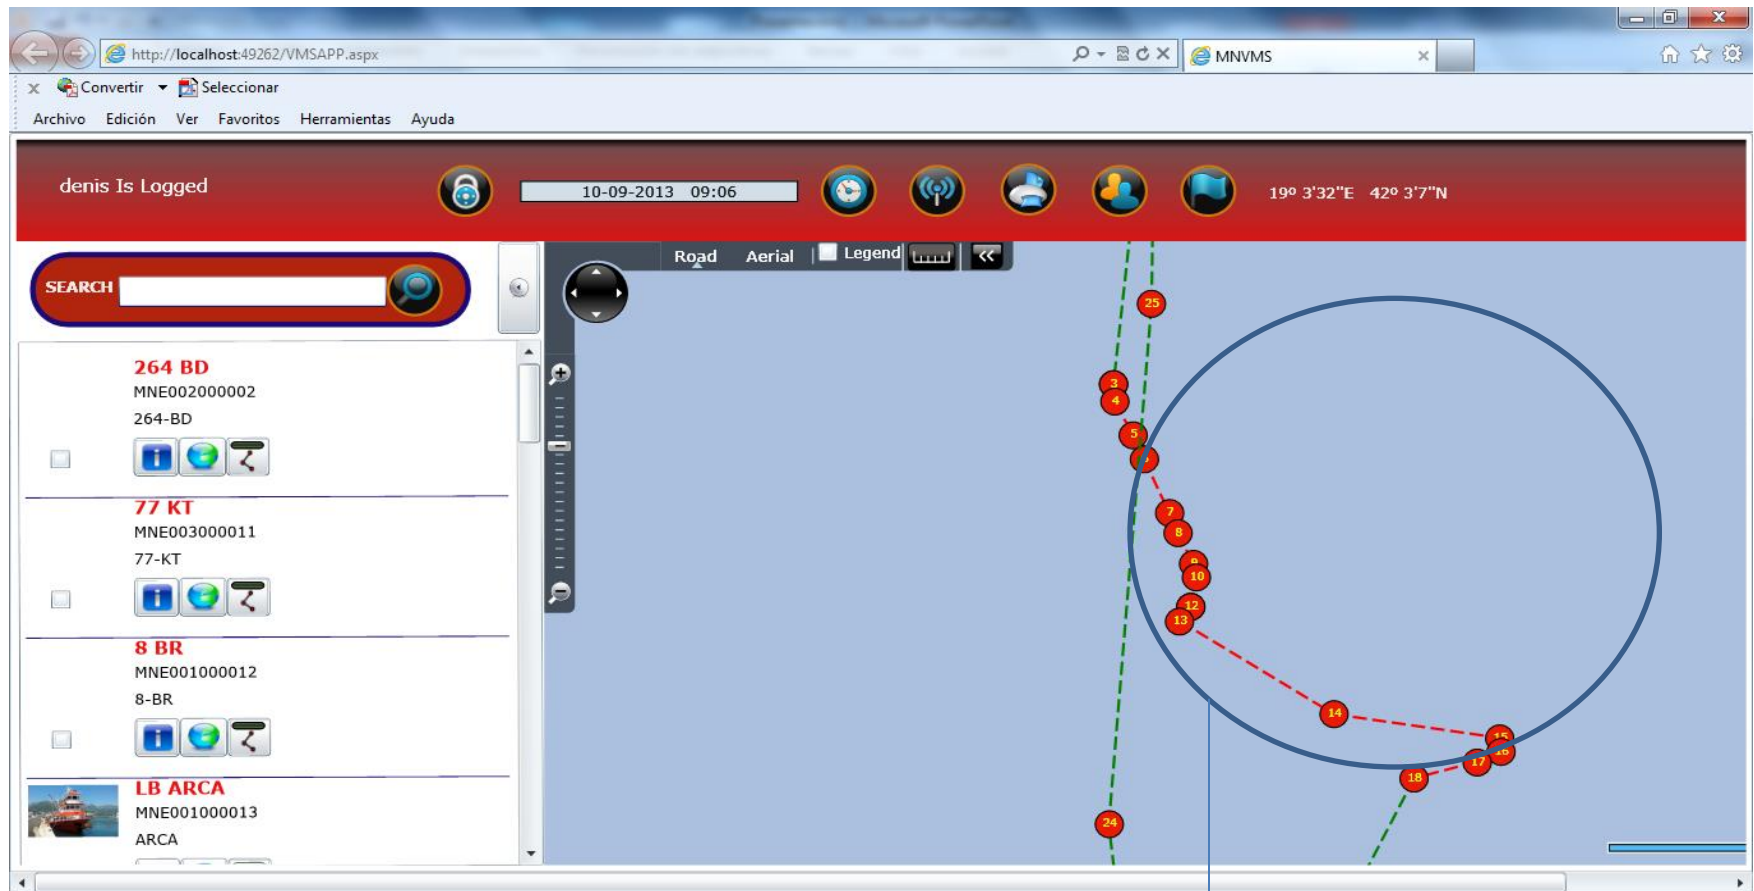 http://localhost:49262/VMSAPP.aspx
MNVMS
x Convertir Seleccionar
Archivo Edición Ver Favoritos Herramientas Ayuda
denis Is Logged
10-09-2013 09:06
19º 3'32"E 42º 3'7"N
Road Aerial | Legend
SEARCH
264 BD
MNE002000002
264-BD
77 KT
MNE003000011
77-KT
8 BR
MNE001000012
8-BR
LB ARCA
MNE001000013
ARCA
25
3
4
5
7
8
9
10
12
13
14
15
16
17
18
24